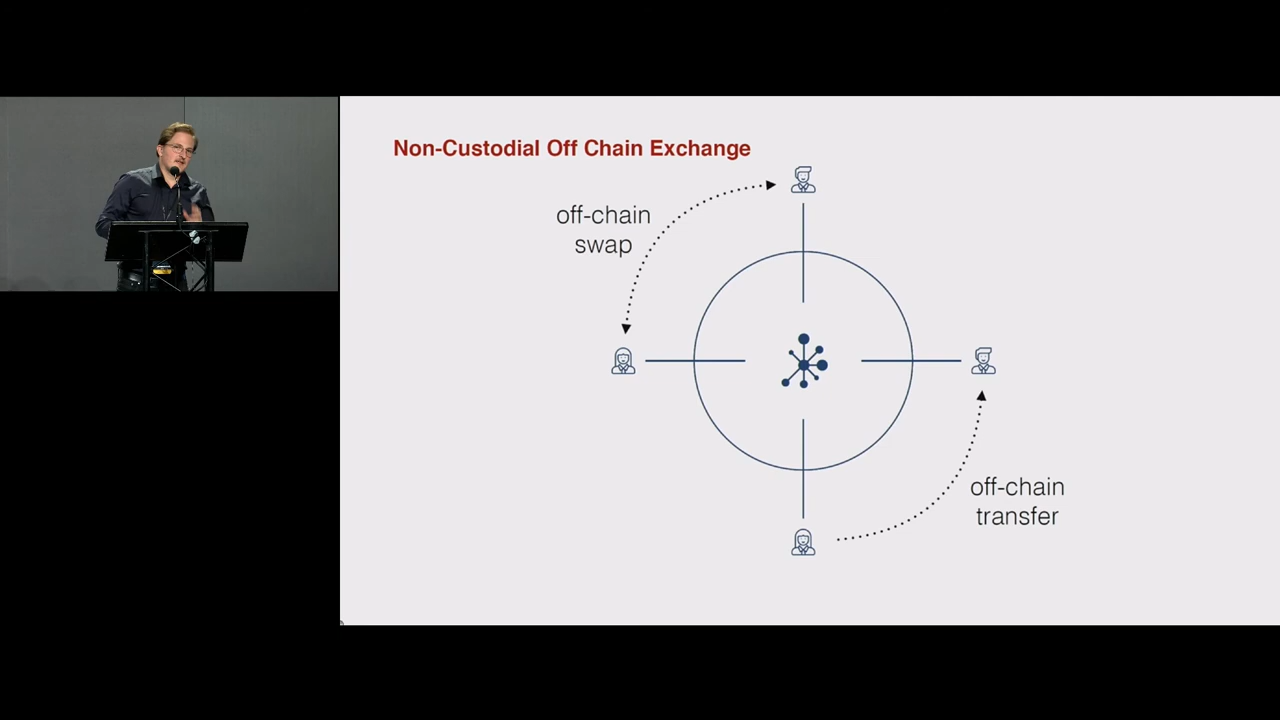 Non-Custodial Off Chain Exchange
off-chain
swap
off-chain
transfer